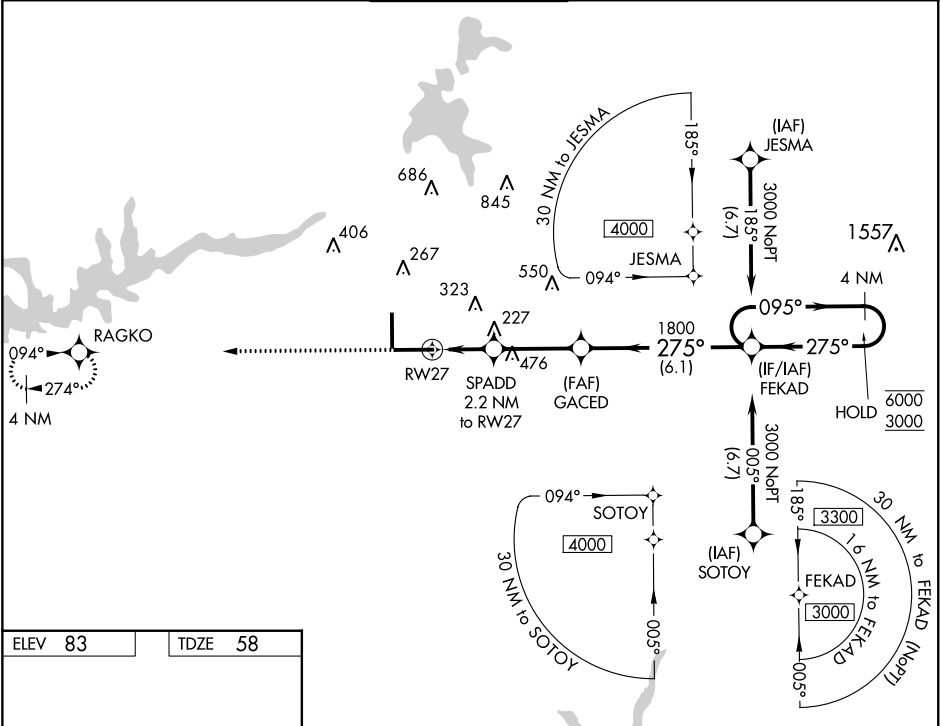 (IAF)
JESMA
30 NM to JESMA
185°
4000
JESMA
094°
3000 NoPT
185°
(6.7)
1557
686
845
406
267
550
323
227
476
4 NM
095°
RAGKO
094°
274°
4 NM
RW27
SPADD
2.2 NM
to RW27
(FAF)
GACED
1800
275°
(6.1)
(IF/IAF)
FEKAD
275°
HOLD
6000
3000
3000 NoPT
005°
(6.7)
(IAF)
SOTOY
094°
SOTOY
4000
30 NM to SOTOY
005°
185°
3300
30 NM to FEKAD (NoPT)
16 NM to FEKAD
FEKAD
3000
005°
ELEV 83
TDZE 58